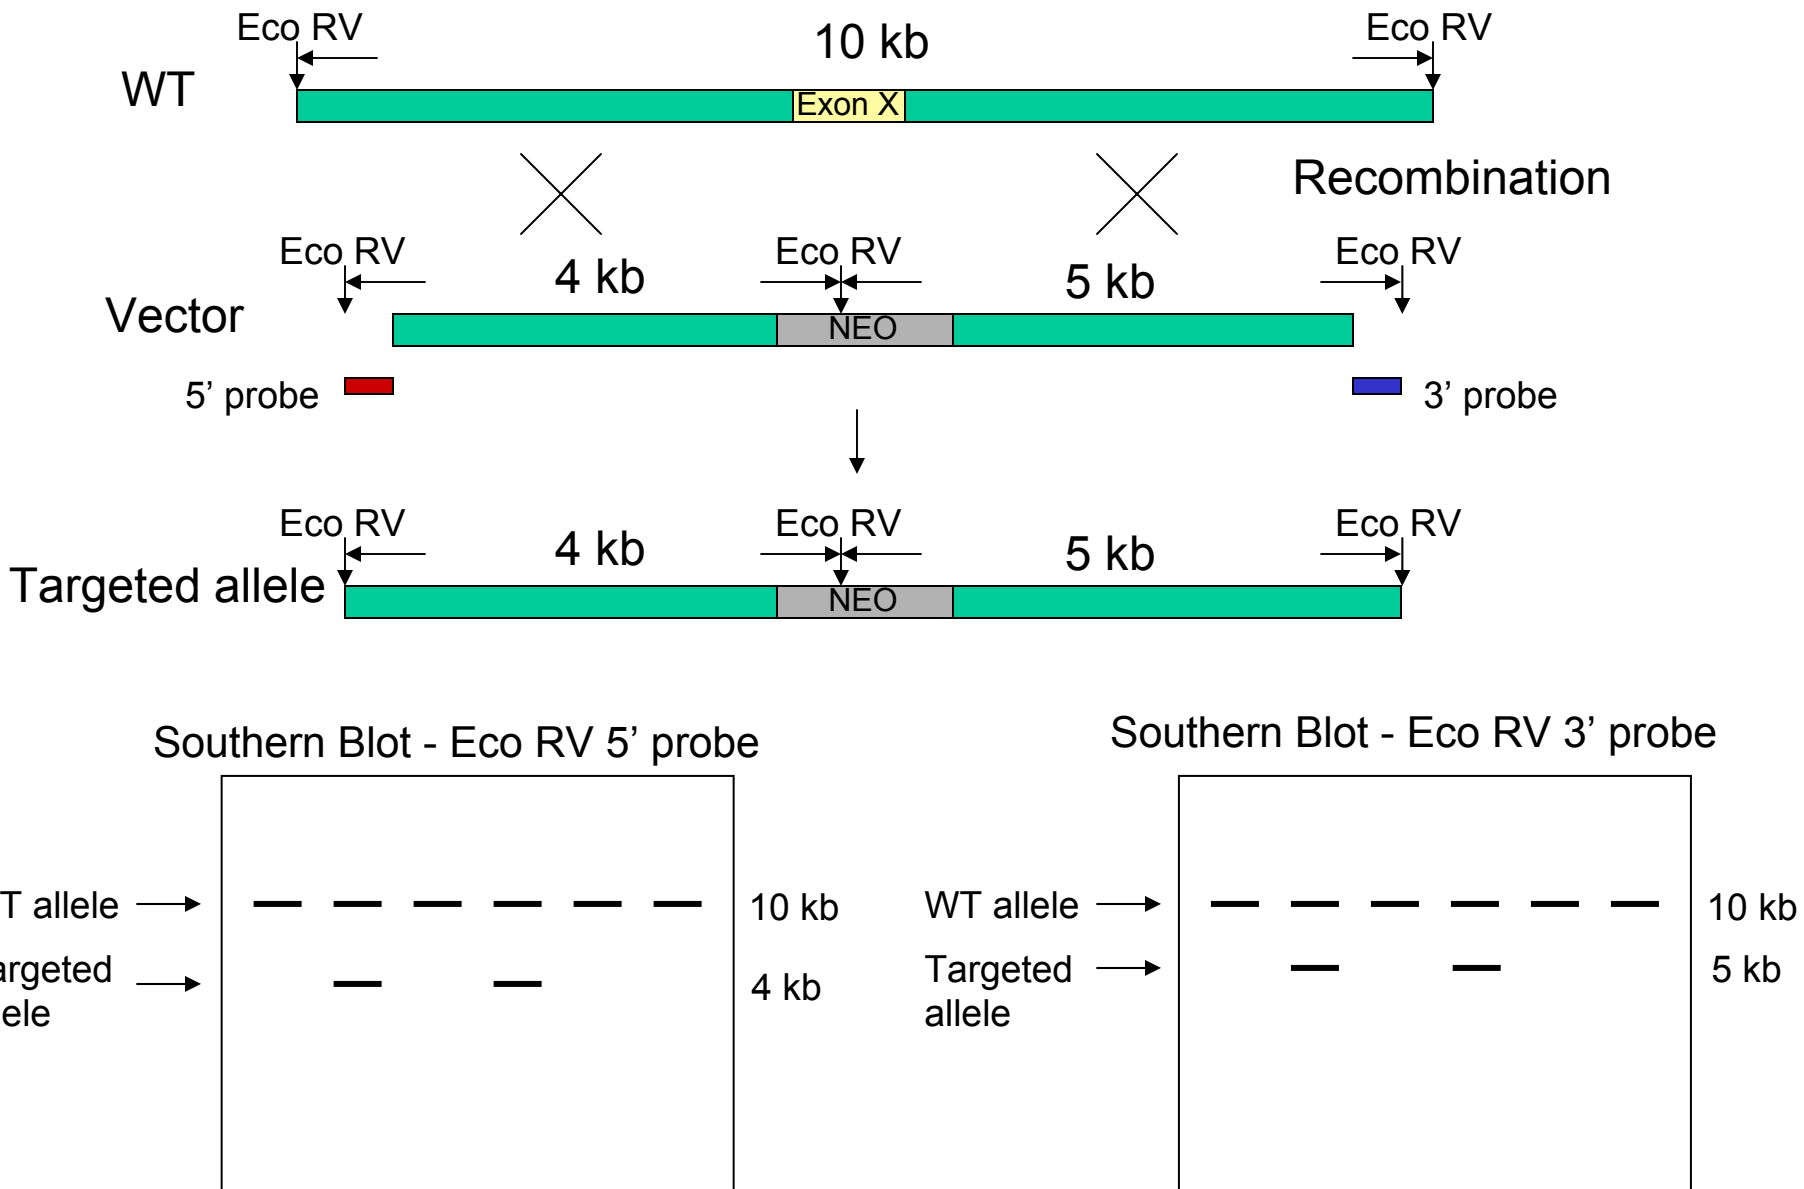 Eco RV
10 kb
Eco RV
WT
Exon X
Recombination
Eco RV
4 kb
Eco RV
5 kb
Eco RV
Vector
NEO
5’ probe
3’ probe
Eco RV
4 kb
Eco RV
5 kb
Eco RV
Targeted allele
NEO
Southern Blot - Eco RV 5’ probe
T allele
10 kb
argeted
ele
4 kb
Southern Blot - Eco RV 3’ probe
WT allele
10 kb
Targeted
allele
5 kb